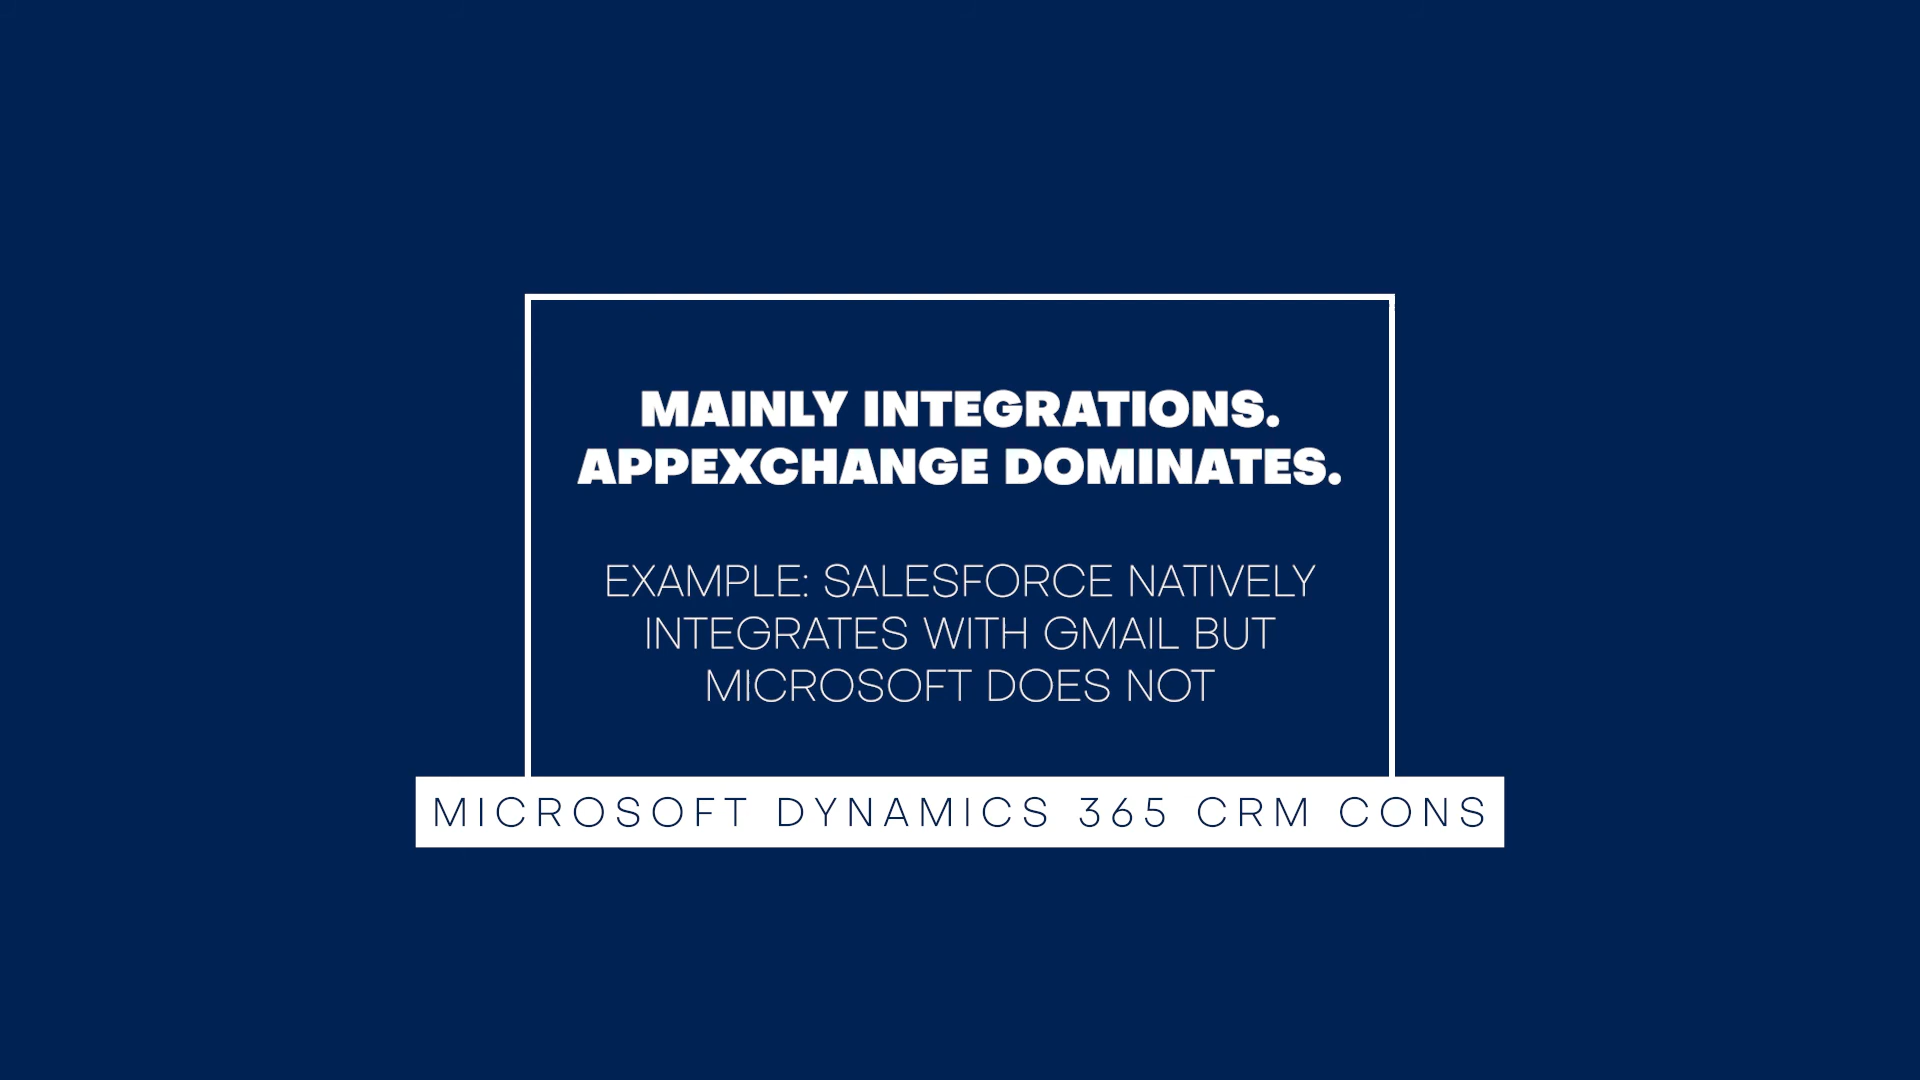 MAINLY INTEGRATIONS.
APPEXCHANGE DOMINATES.
EXAMPLE: SALESFORCE NATIVELY
INTEGRATES WITH GMAIL BUT
MICROSOFT DOES NOT
MICROSOFT DYNAMICS 365 CRM CONS